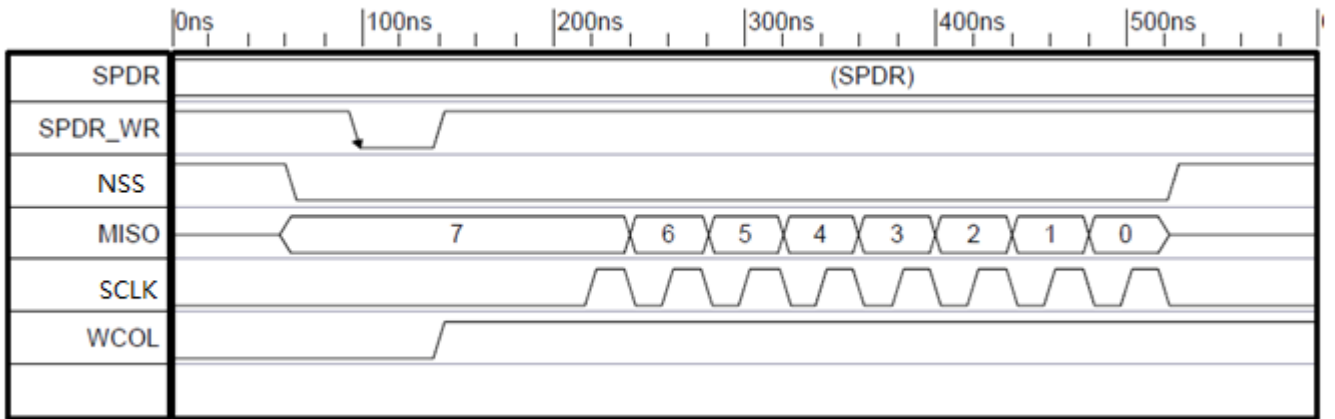 0ns 100ns 200ns 300ns 400ns 500ns
SPDR (SPDR)
SPDR_WR
NSS
MISO 7 6 5 4 3 2 1 0
SCLK
WCOL